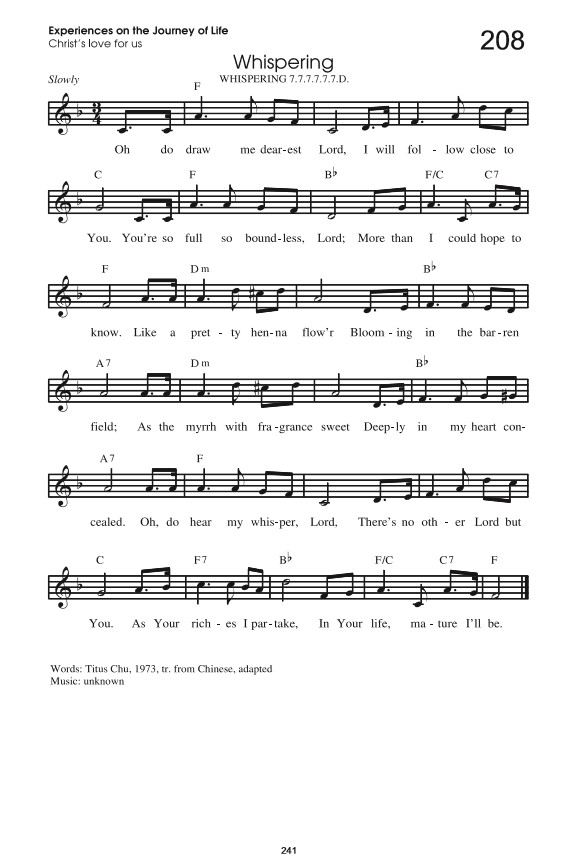 Experiences on the Journey of Life
Christ's love for us
208
Whispering
Slowly
WHISPERING 7.7.7.7.7.7.D.
F
3
4
Oh do draw me dear-est Lord, I will fol - low close to
C F B♭ F/C C7
You. You're so full so bound-less, Lord; More than I could hope to
F Dm B♭
know. Like a pret - ty hen-na flow'r Bloom - ing in the bar-ren
A7 Dm B♭
field; As the myrrh with fra-grance sweet Deep-ly in my heart con-
A7 F
cealed. Oh, do hear my whis-per, Lord, There's no oth - er Lord but
C F7 B♭ F/C C7 F
You. As Your rich - es I par-take, In Your life, ma - ture I'll be.
Words: Titus Chu, 1973, tr. from Chinese, adapted
Music: unknown
241